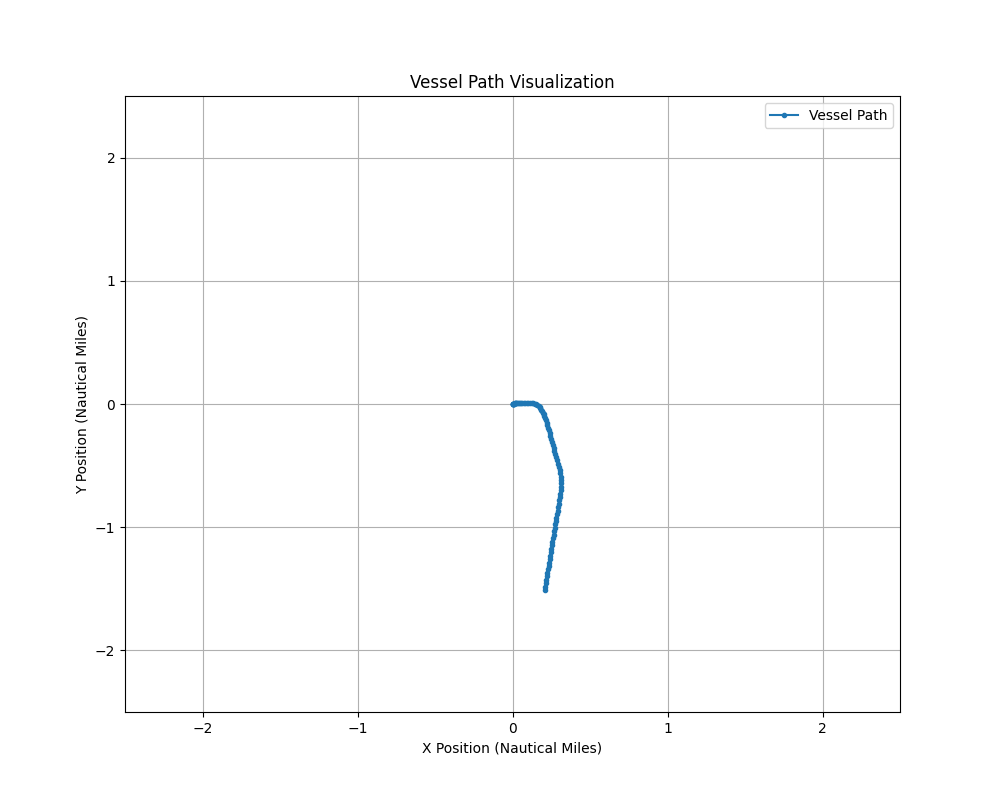 Vessel Path Visualization
Vessel Path
2
1
0
−1
−2
Y Position (Nautical Miles)
−2
−1
0
1
2
X Position (Nautical Miles)